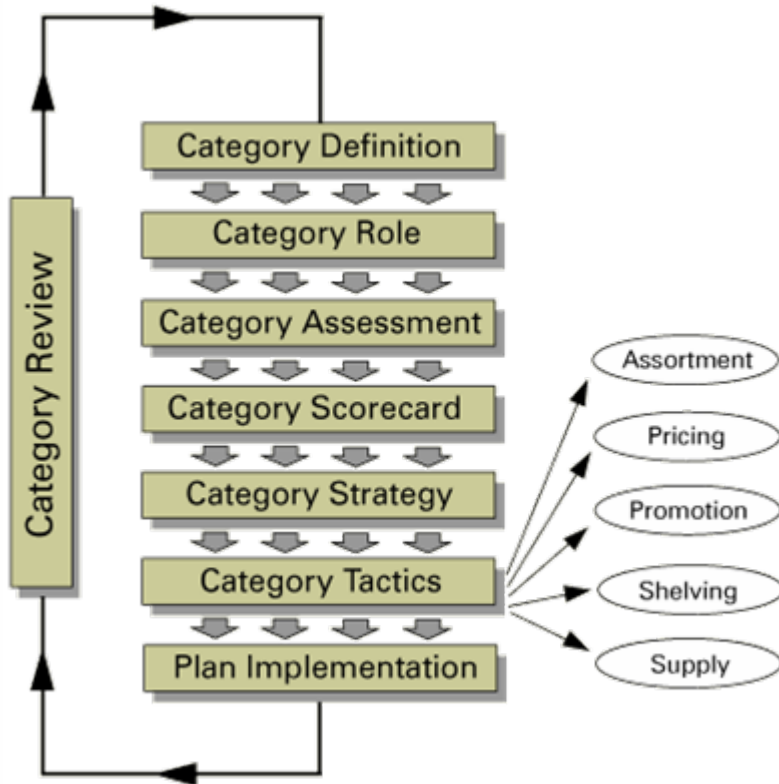 Category Definition
Category Role
Category Assessment
Category Scorecard
Category Strategy
Category Tactics
Plan Implementation
Category Review
Assortment
Pricing
Promotion
Shelving
Supply